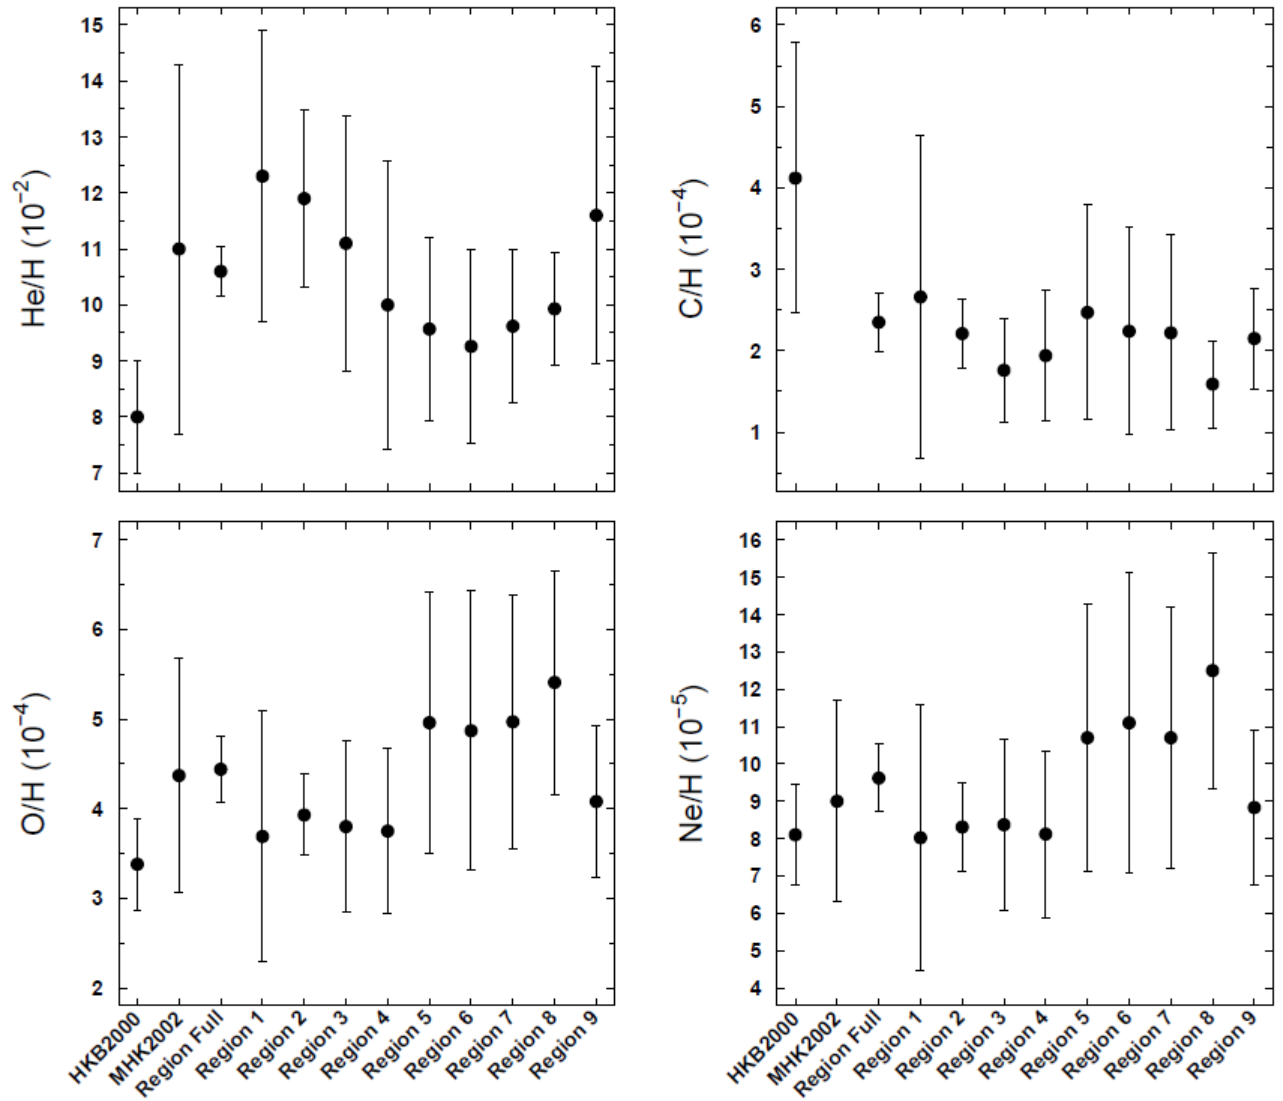 15
14
13
12
11
10
9
8
7
He/H (10⁻²)
6
5
4
3
2
1
C/H (10⁻⁴)
7
6
5
4
3
2
O/H (10⁻⁴)
HKB2000
MHK2002
Region Full
Region 1
Region 2
Region 3
Region 4
Region 5
Region 6
Region 7
Region 8
Region 9
16
15
14
13
12
11
10
9
8
7
6
5
4
Ne/H (10⁻⁵)
HKB2000
MHK2002
Region Full
Region 1
Region 2
Region 3
Region 4
Region 5
Region 6
Region 7
Region 8
Region 9